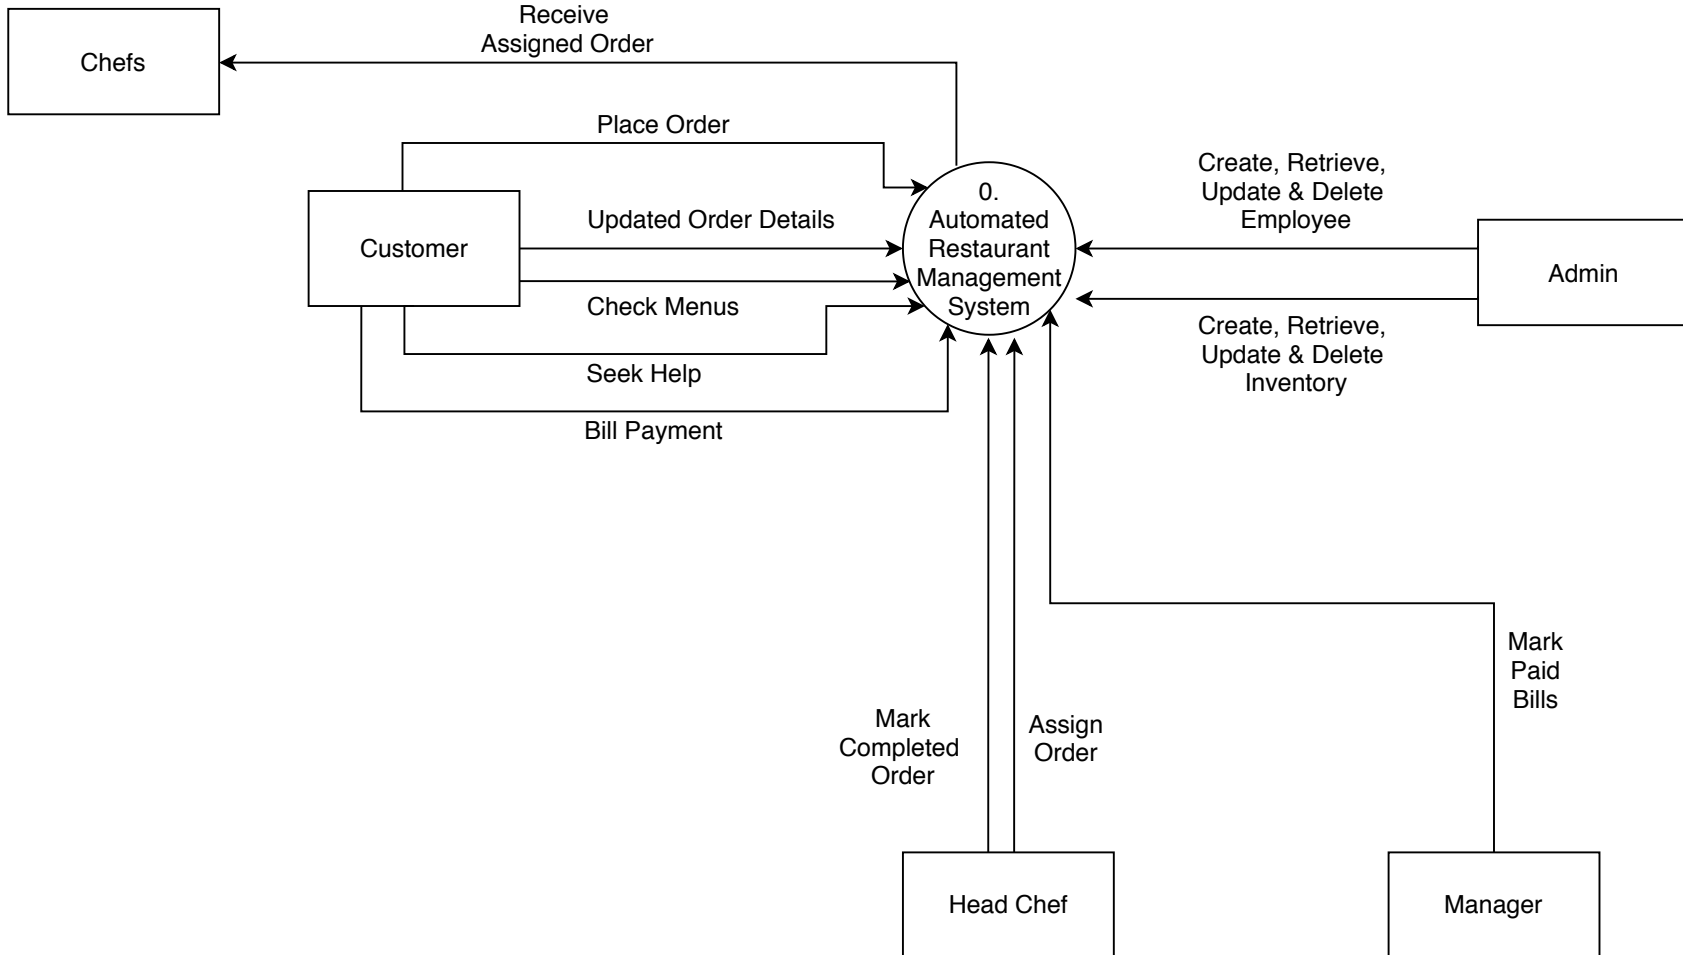 Receive
Assigned Order
Chefs
Place Order
Create, Retrieve,
Update & Delete
Employee
0.
Automated
Restaurant
Management
System
Updated Order Details
Customer
Admin
Check Menus
Create, Retrieve,
Update & Delete
Inventory
Seek Help
Bill Payment
Mark
Paid
Bills
Mark
Completed
Order
Assign
Order
Head Chef
Manager